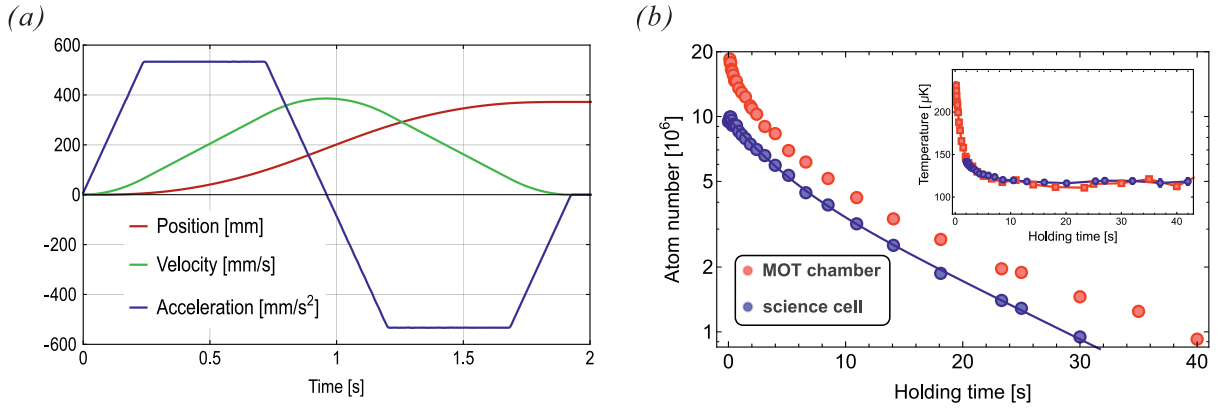 (a)
600
400
200
0
-200
-400
-600
0
0.5
1
1.5
2
Time [s]
Position [mm]
Velocity [mm/s]
Acceleration [mm/s²]
(b)
20
10
5
2
1
Atom number [10⁶]
0
10
20
30
40
Holding time [s]
MOT chamber
science cell
Temperature [μK]
200
150
100
0
10
20
30
40
Holding time [s]